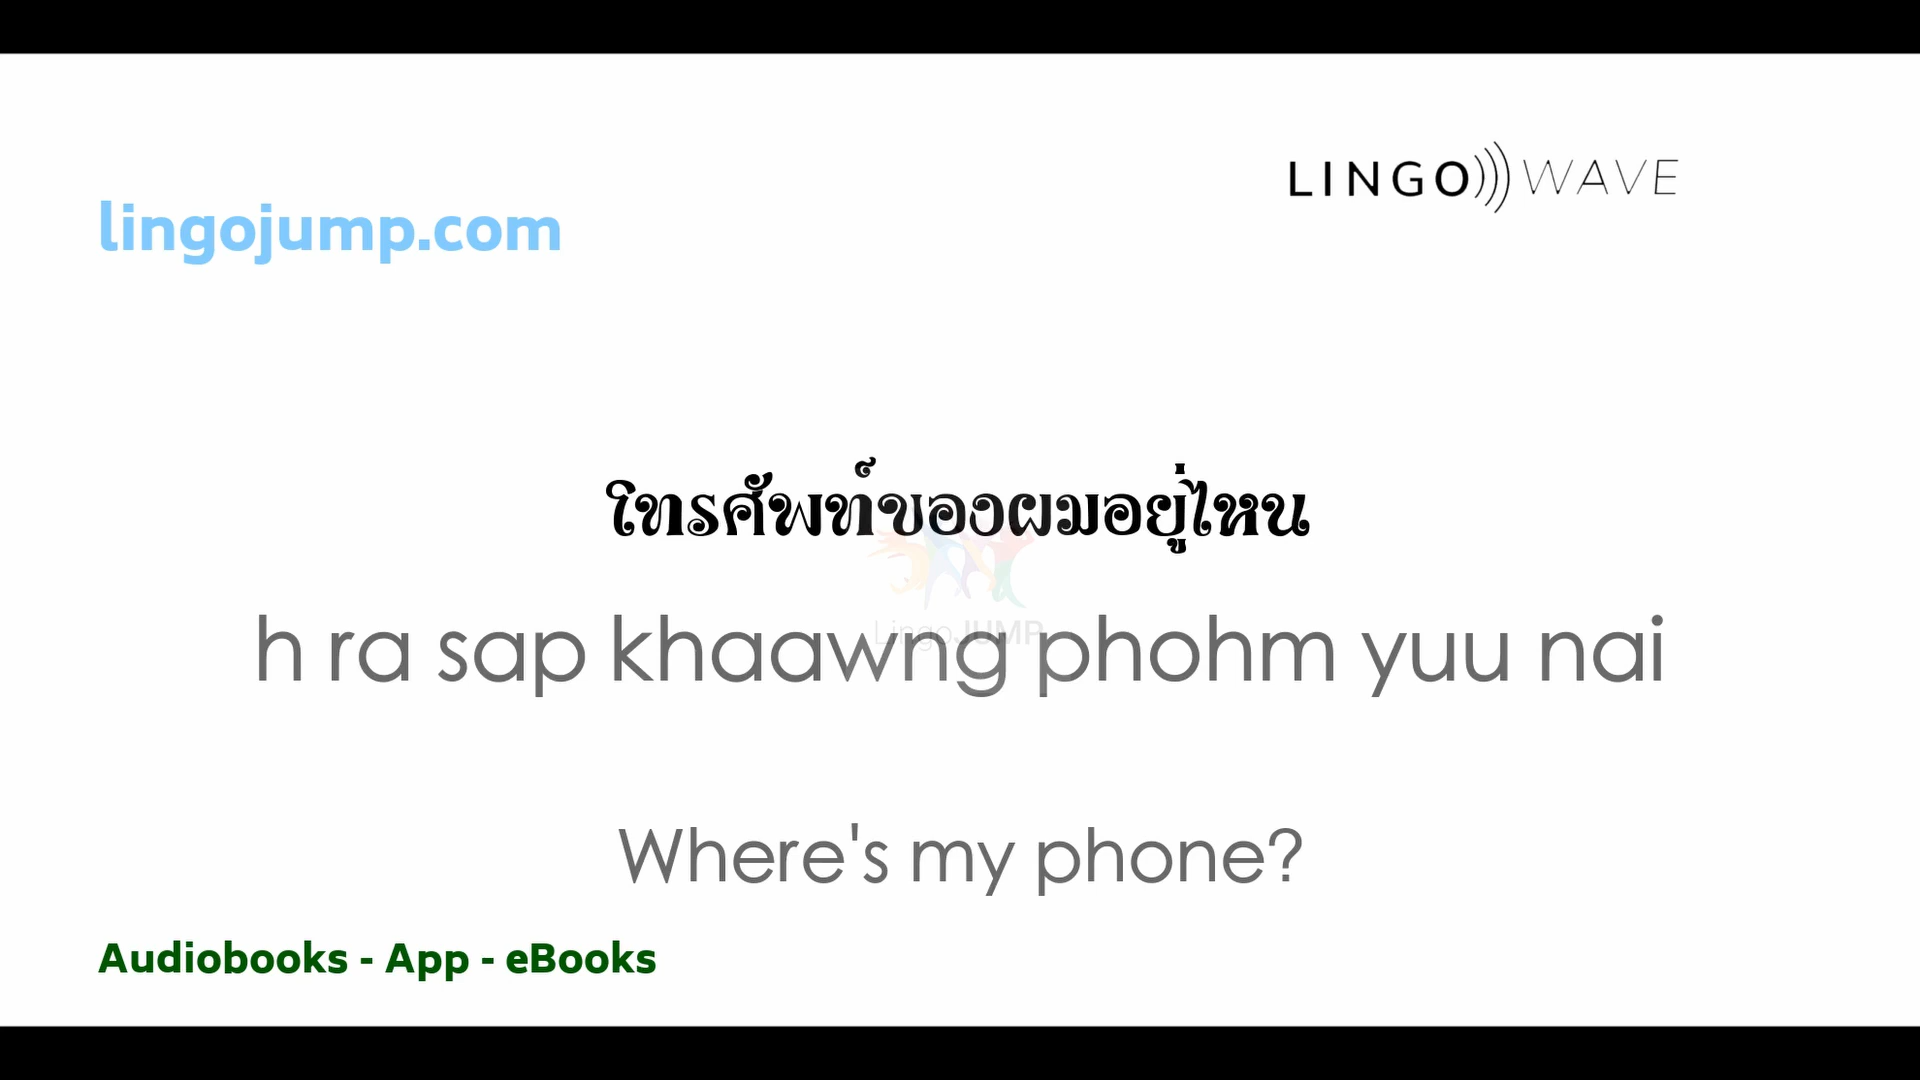 LINGO WAVE
lingojump.com
โทรศัพท์ของผมอยู่ไหน
LingoJUMP
h ra sap khaawng phohm yuu nai
Where's my phone?
Audiobooks - App - eBooks